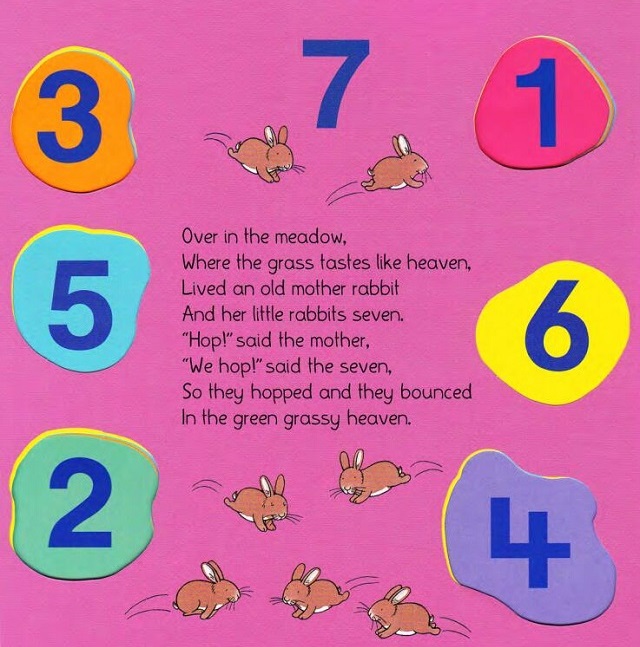 3
7
1
Over in the meadow,
Where the grass tastes like heaven,
Lived an old mother rabbit
And her little rabbits seven.
"Hop!" said the mother,
"We hop!" said the seven,
So they hopped and they bounced
In the green grassy heaven.
5
6
2
4